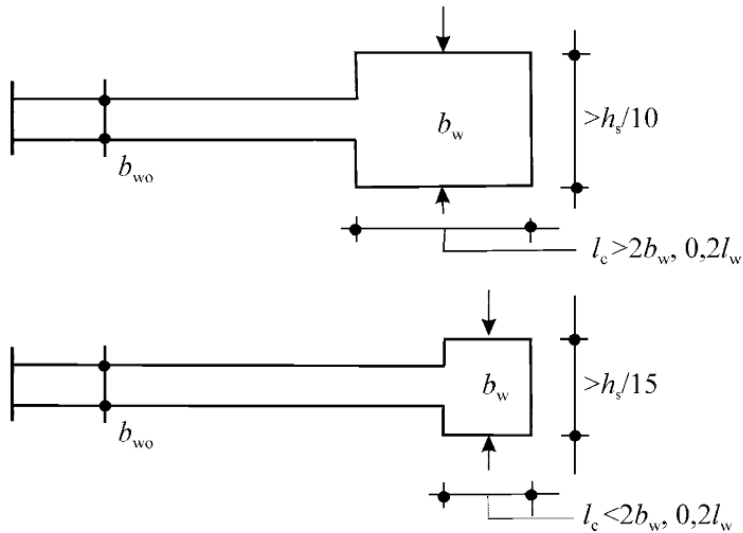 b_w
>h_s/10
b_wo
l_c>2b_w, 0,2l_w
b_w
>h_s/15
b_wo
l_c<2b_w, 0,2l_w